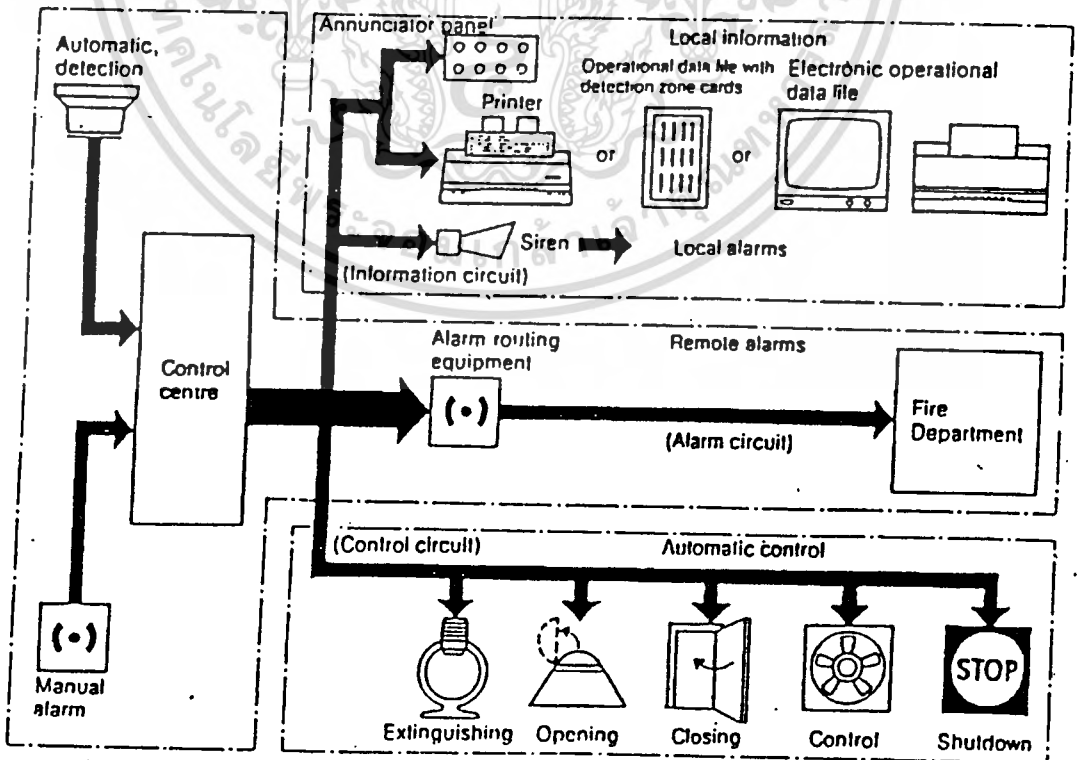 Automatic,
detection
Annunciator panel
Local information
Operational data file with
detection zone cards
Electronic operational
data file
Printer
or
or
Siren
Local alarms
(Information circuit)
Control
centre
Alarm routing
equipment
Remote alarms
(Alarm circuit)
Fire
Department
Manual
alarm
(Control circuit)
Automatic control
STOP
Extinguishing
Opening
Closing
Control
Shutdown